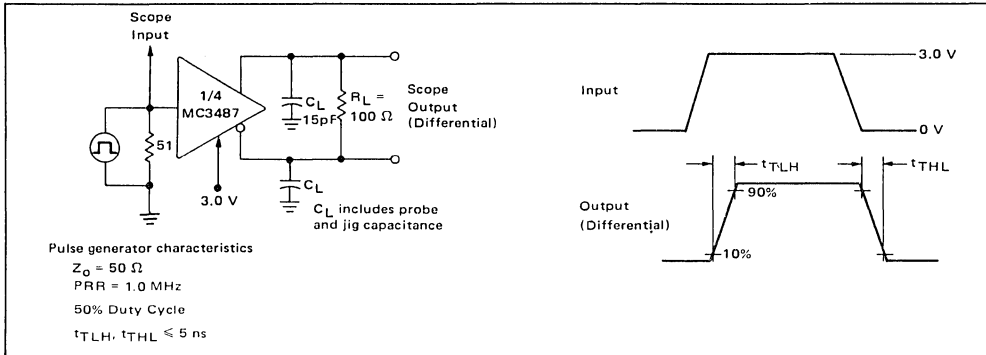 Scope
Input
1/4
MC3487
51
3.0 V
C_L
15pF
R_L =
100 Ω
Scope
Output
(Differential)
C_L
C_L includes probe
and jig capacitance
Pulse generator characteristics
Z_o = 50 Ω
PRR = 1.0 MHz
50% Duty Cycle
t_TLH, t_THL ⩽ 5 ns
Input
3.0 V
0 V
t_TLH
t_THL
90%
Output
(Differential)
10%